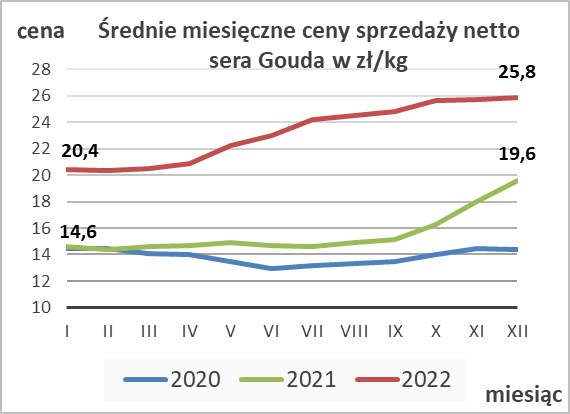 cena
Średnie miesięczne ceny sprzedaży netto
sera Gouda w zł/kg
28
26
24
22
20
18
16
14
12
10
25,8
20,4
19,6
14,6
I II III IV V VI VII VIII IX X XI XII
2020 2021 2022
miesiąc